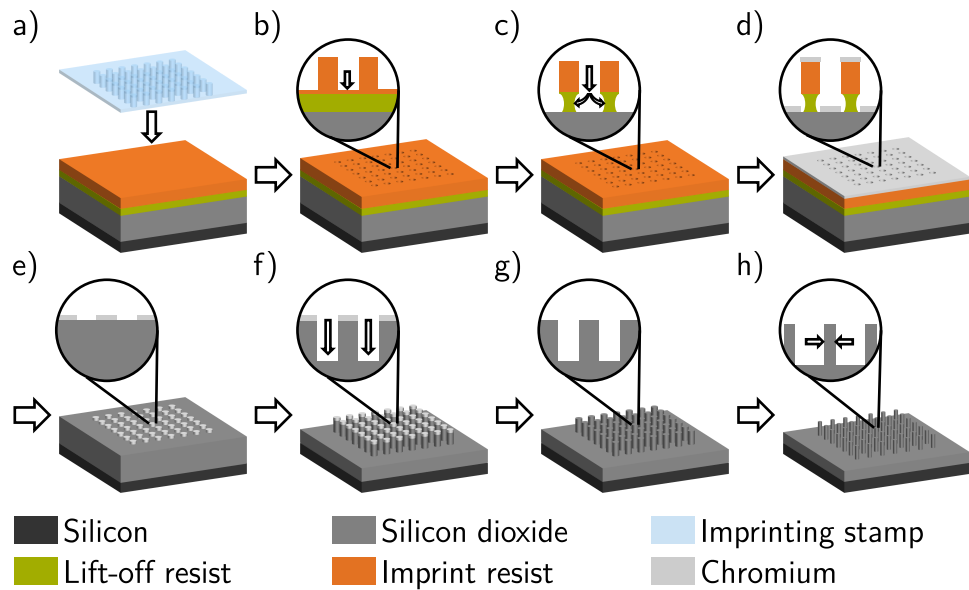 a)
b)
c)
d)
e)
f)
g)
h)
Silicon
Silicon dioxide
Imprinting stamp
Lift-off resist
Imprint resist
Chromium